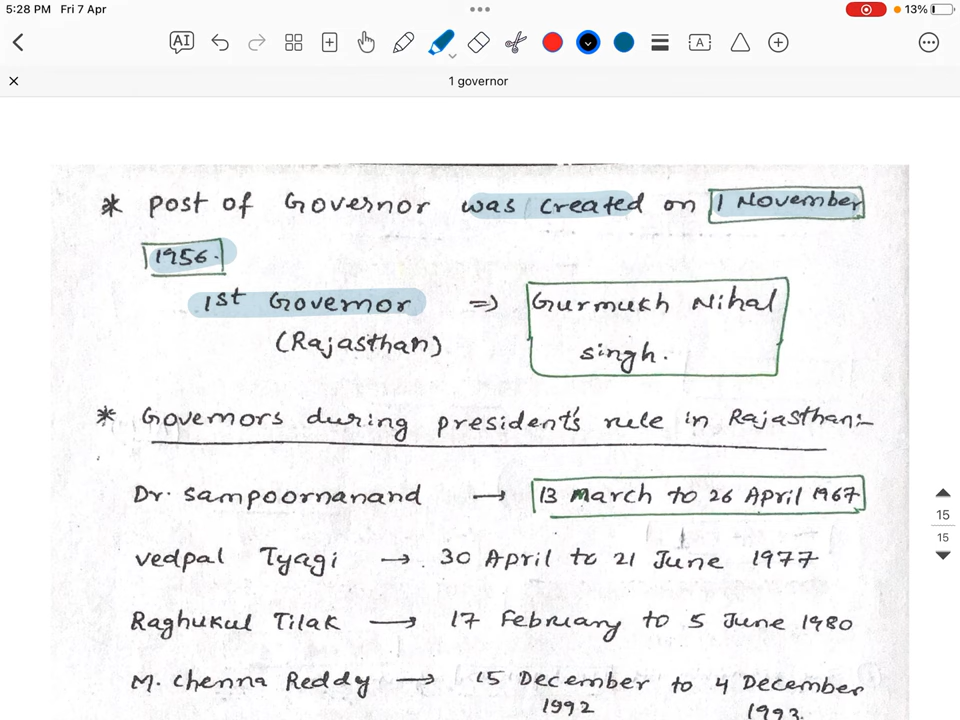 5:28 PM Fri 7 Apr
13%
AI
A
1 governor
* Post of Governor was created on 1 November
1956.
1st Governor => Gurmukh Nihal
(Rajasthan) singh.
* Governors during president's rule in Rajasthan:-
Dr. Sampoornanand → 13 March to 26 April 1967
Vedpal Tyagi → 30 April to 21 June 1977
Raghukul Tilak → 17 February to 5 June 1980
M. Chenna Reddy → 15 December to 4 December
1992 1993.
15
15